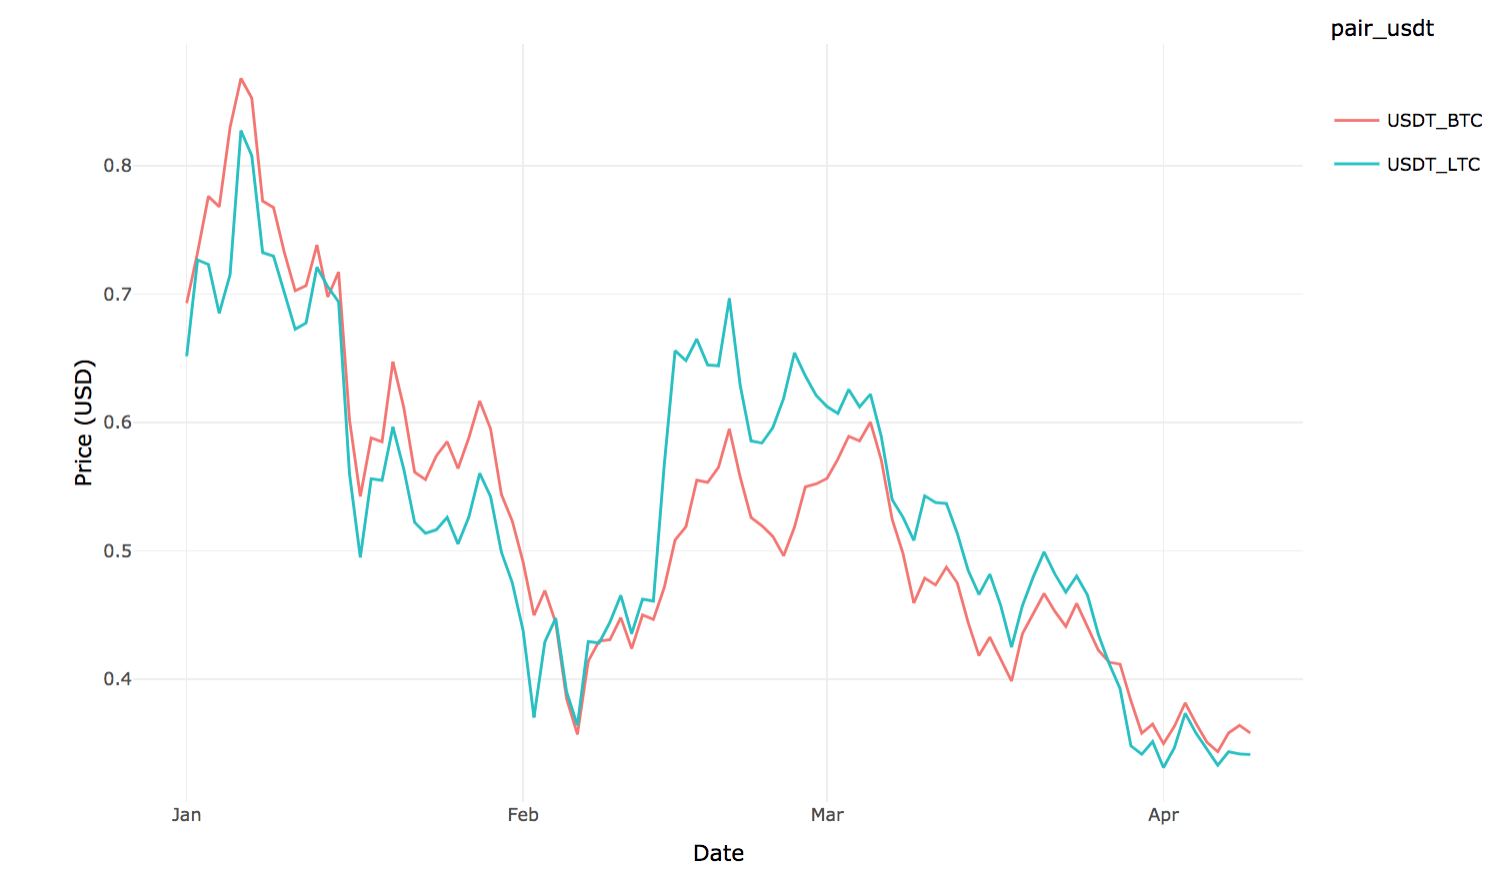 pair_usdt
USDT_BTC
USDT_LTC
Price (USD)
0.8
0.7
0.6
0.5
0.4
Jan Feb Mar Apr
Date